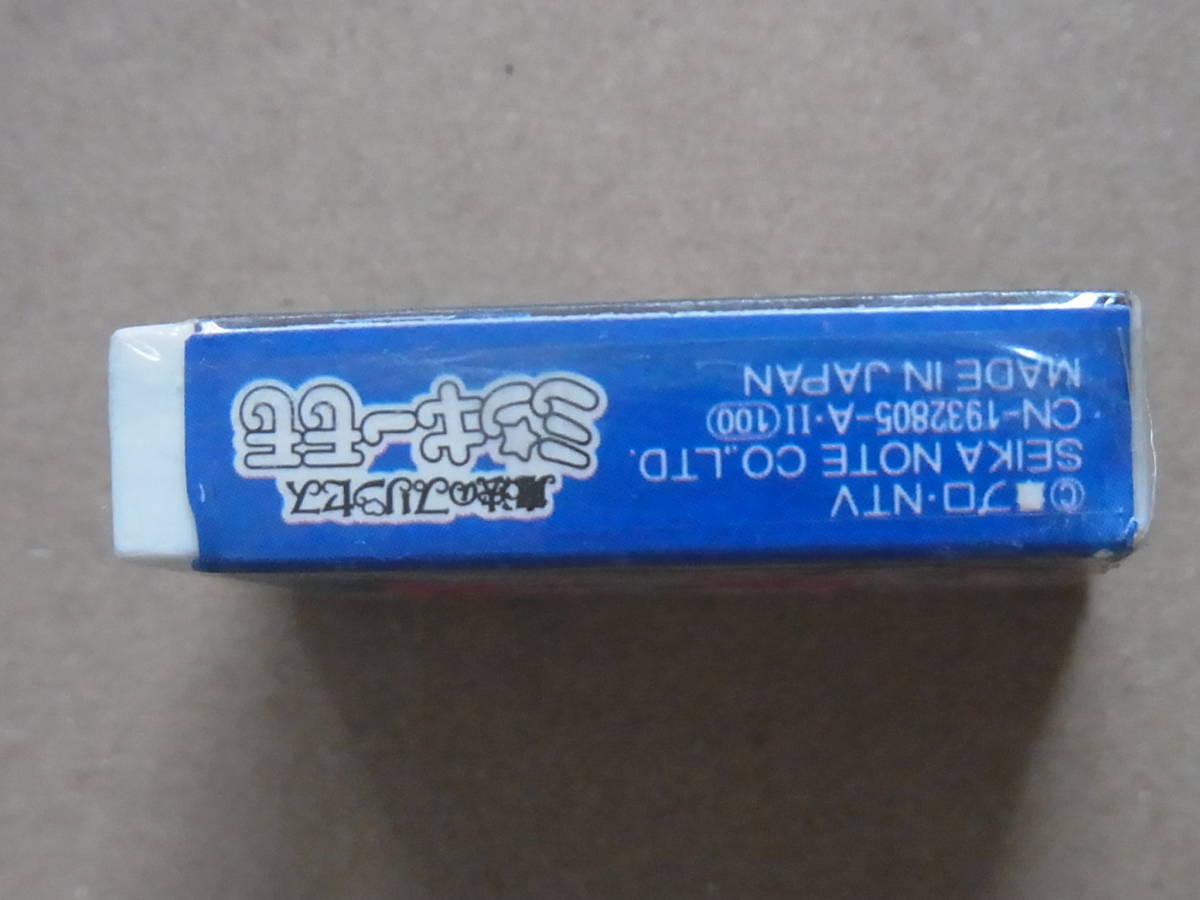 ©■プロ・NTV
SEIKA NOTE CO.,LTD.
CN-1932805-A・II(100)
MADE IN JAPAN
魔法のプリンセス
ミンキーモモ